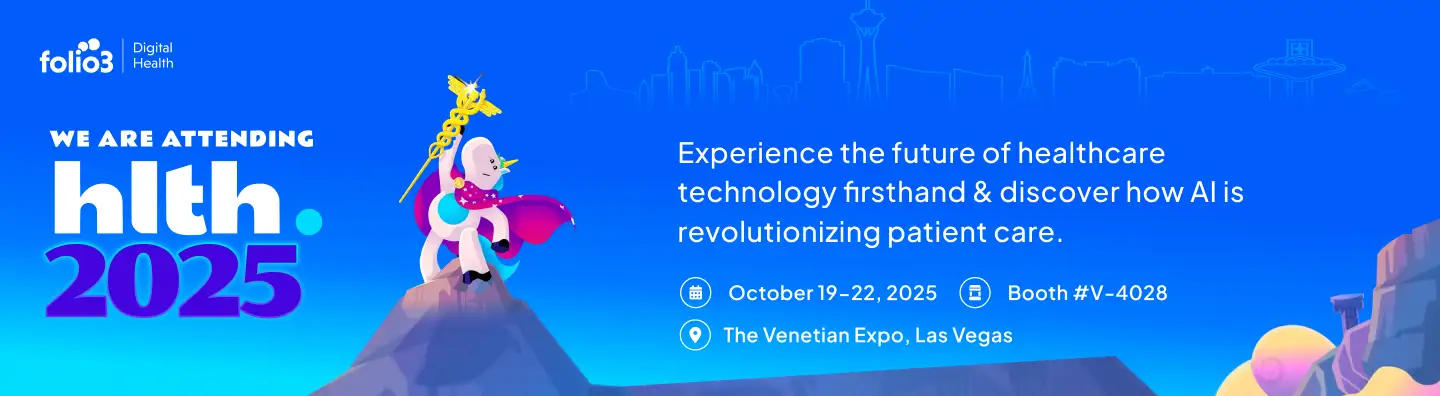 folio3
Digital
Health
WE ARE ATTENDING
hlth.
2025
Experience the future of healthcare
technology firsthand & discover how AI is
revolutionizing patient care.
October 19–22, 2025
Booth #V-4028
The Venetian Expo, Las Vegas